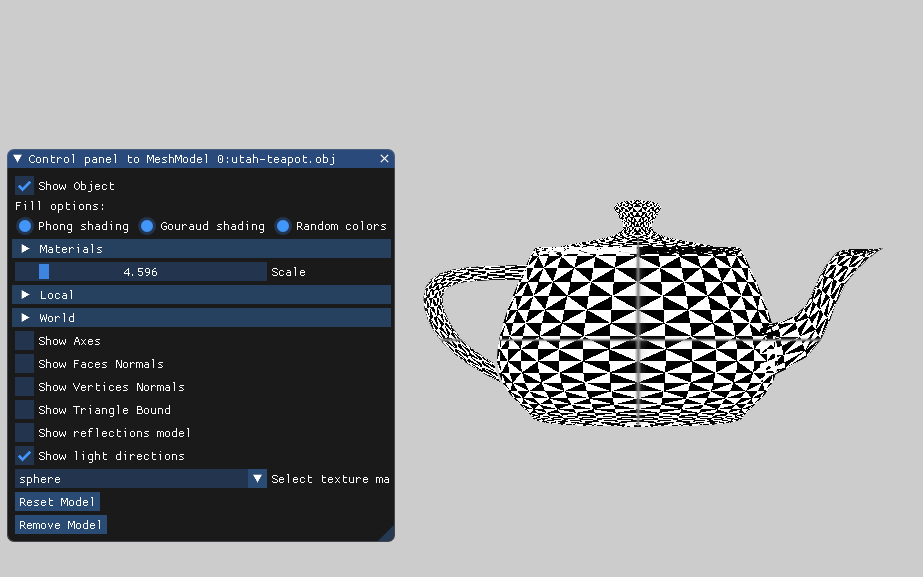 Control panel to MeshModel 0:utah-teapot.obj
Show Object
Fill options:
Phong shading Gouraud shading Random colors
Materials
4.596 Scale
Local
World
Show Axes
Show Faces Normals
Show Vertices Normals
Show Triangle Bound
Show reflections model
Show light directions
sphere Select texture ma
Reset Model
Remove Model